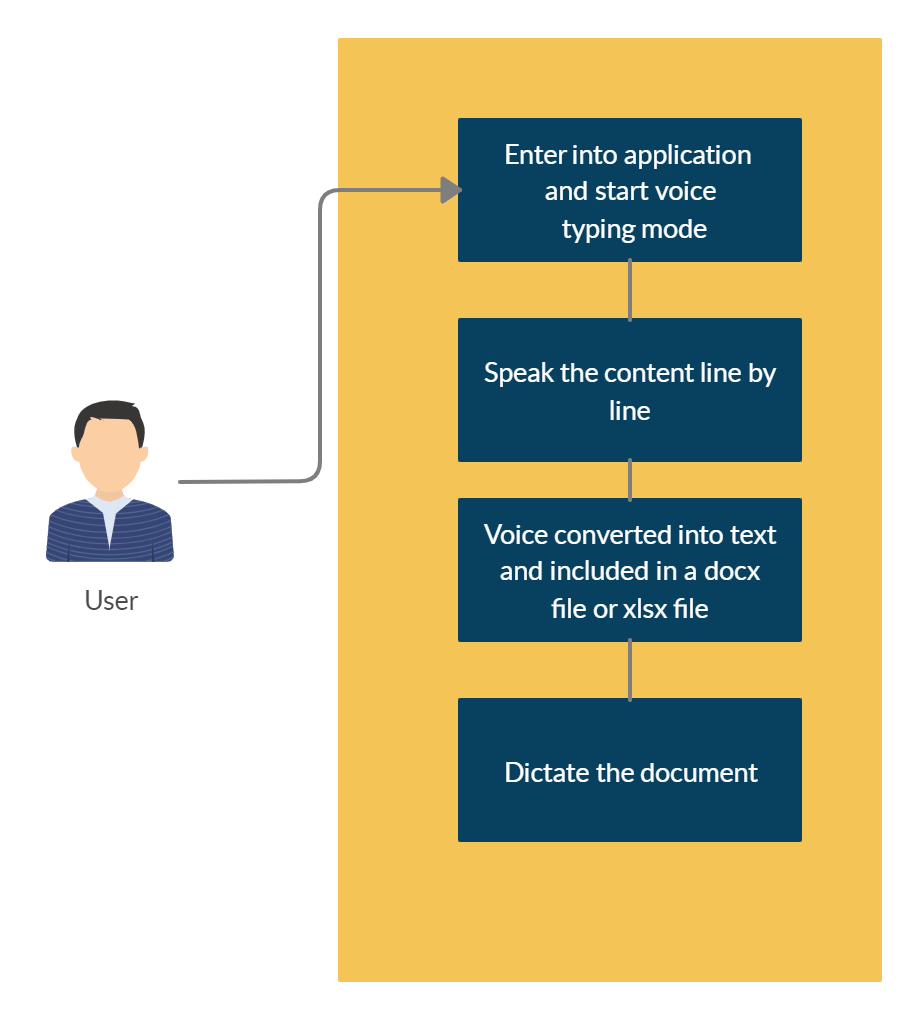 Enter into application
and start voice
typing mode
Speak the content line by
line
Voice converted into text
and included in a docx
file or xlsx file
Dictate the document
User